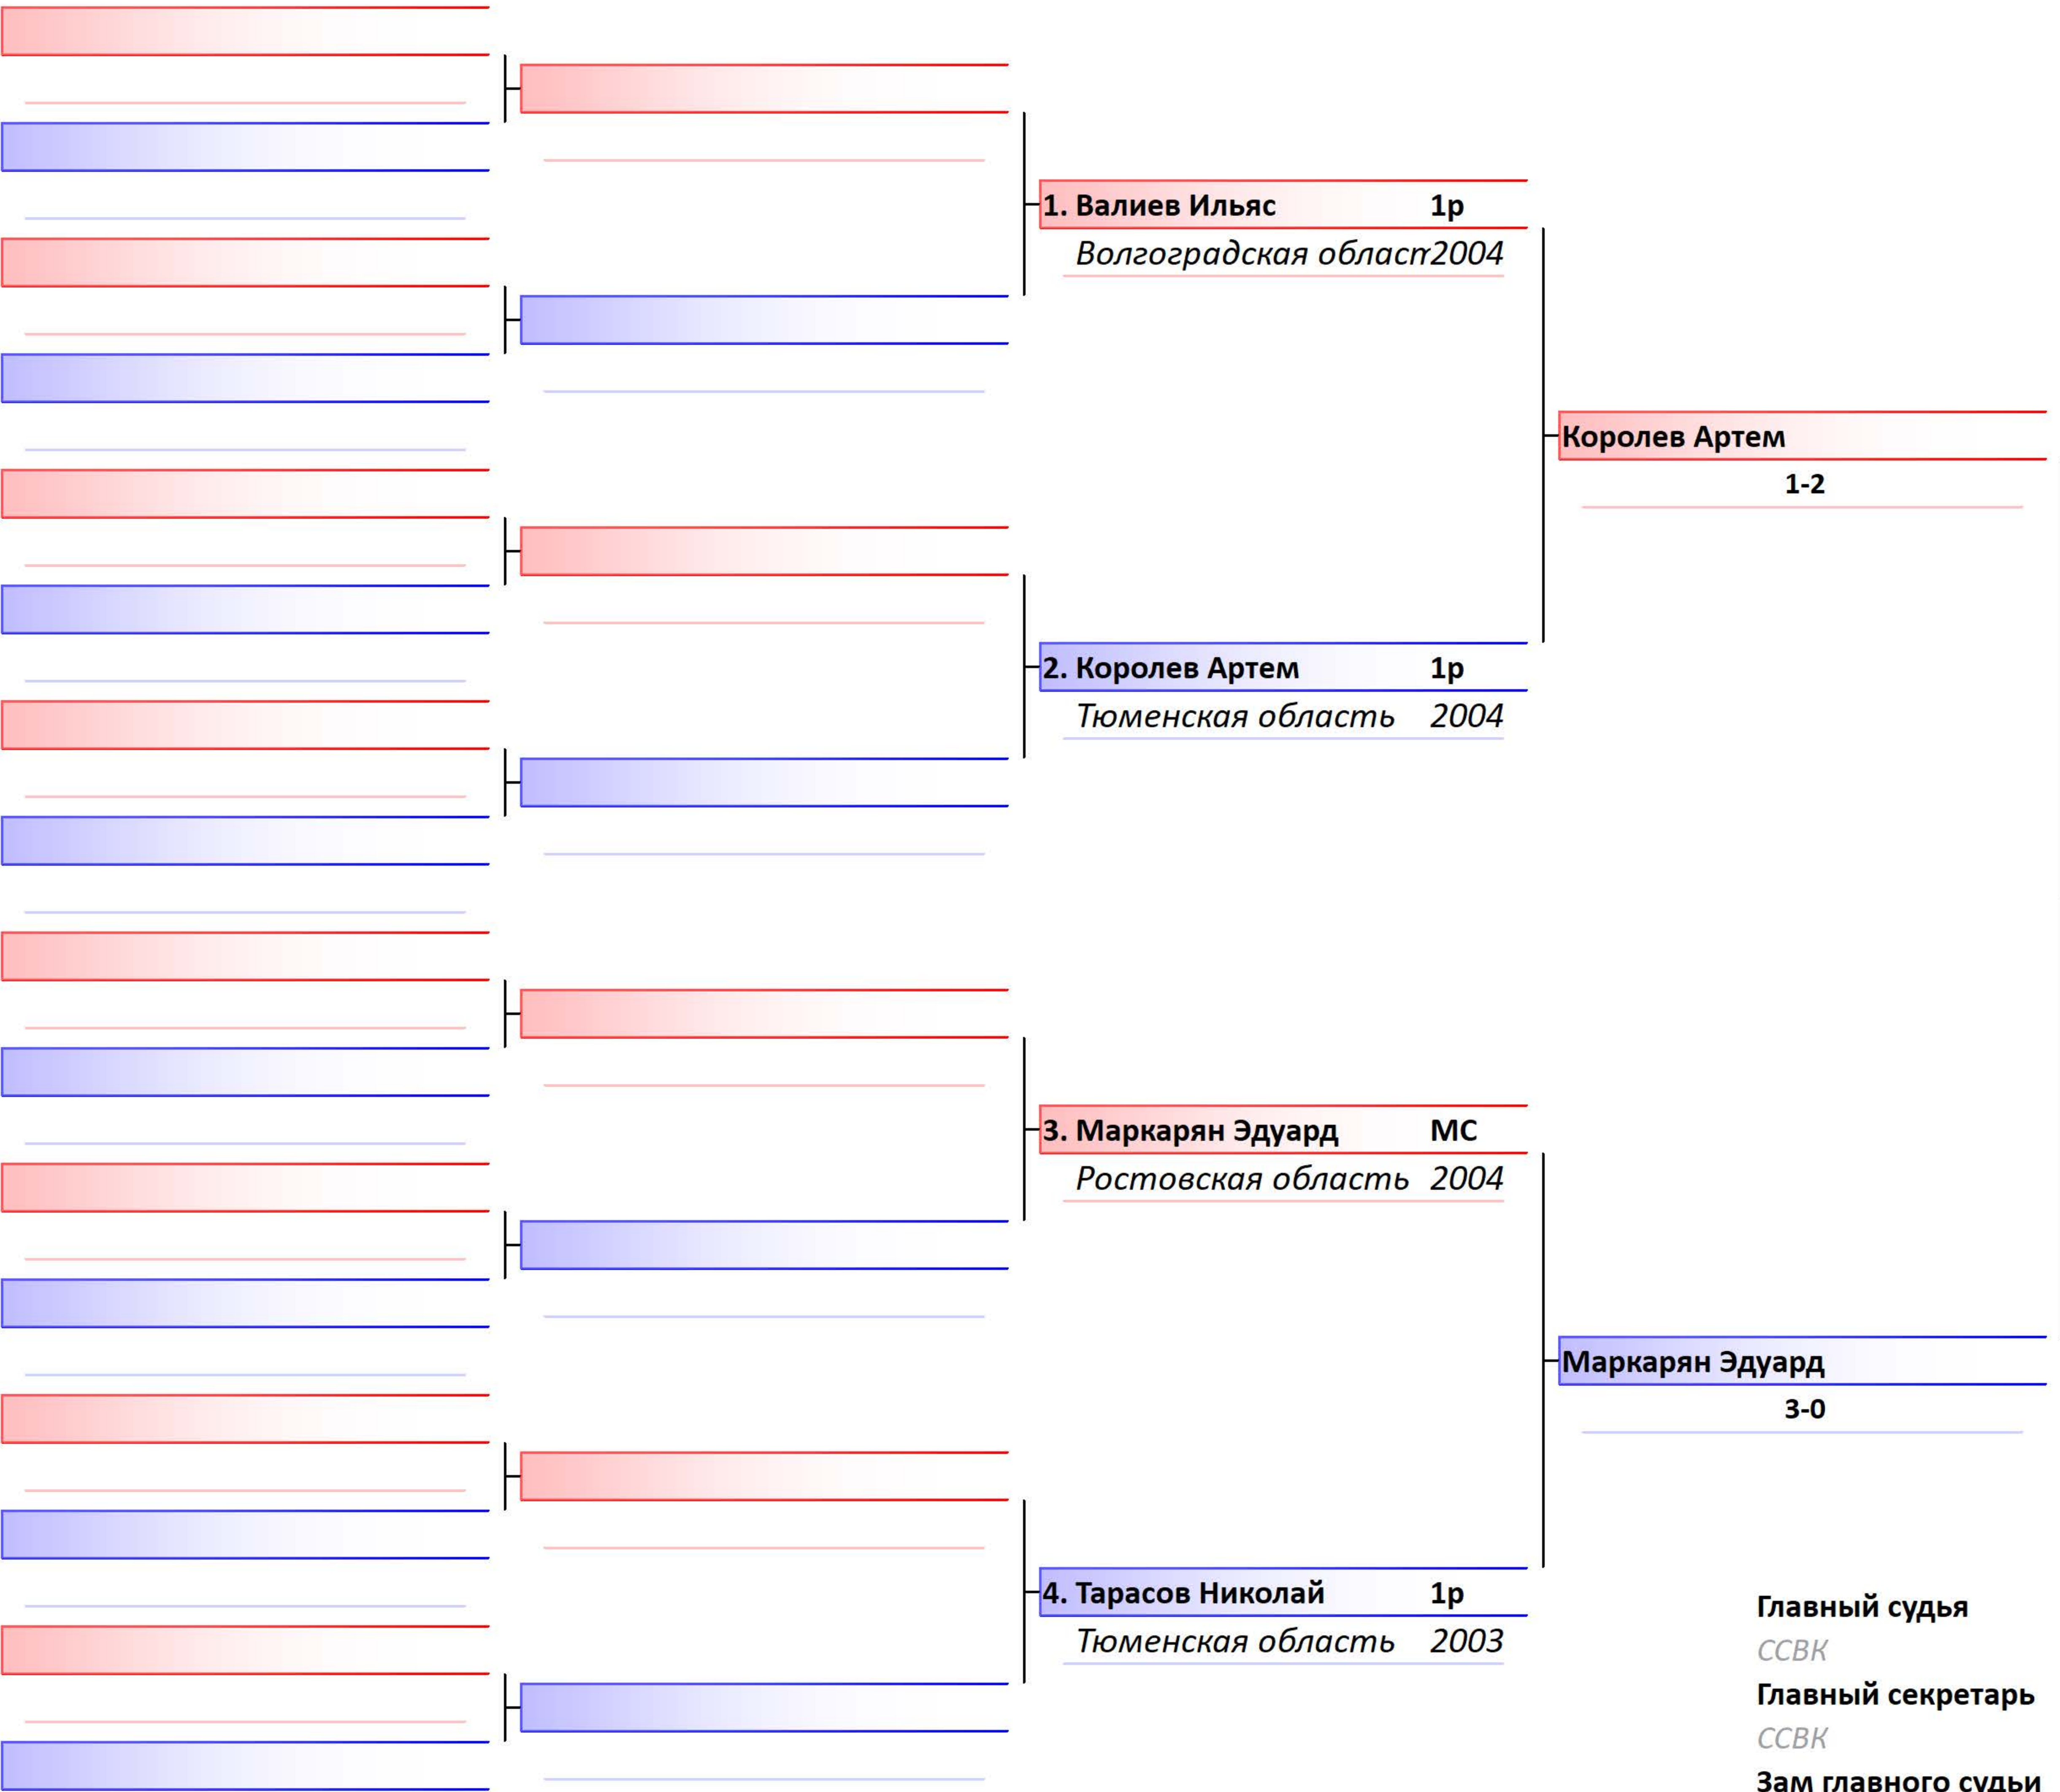 1. Валиев Ильяс 1р
Волгоградская област 2004
Королев Артем
1-2
2. Королев Артем 1р
Тюменская область 2004
3. Маркарян Эдуард МС
Ростовская область 2004
Маркарян Эдуард
3-0
4. Тарасов Николай 1р
Тюменская область 2003
Главный судья
ССВК
Главный секретарь
ССВК
Зам главного судьи